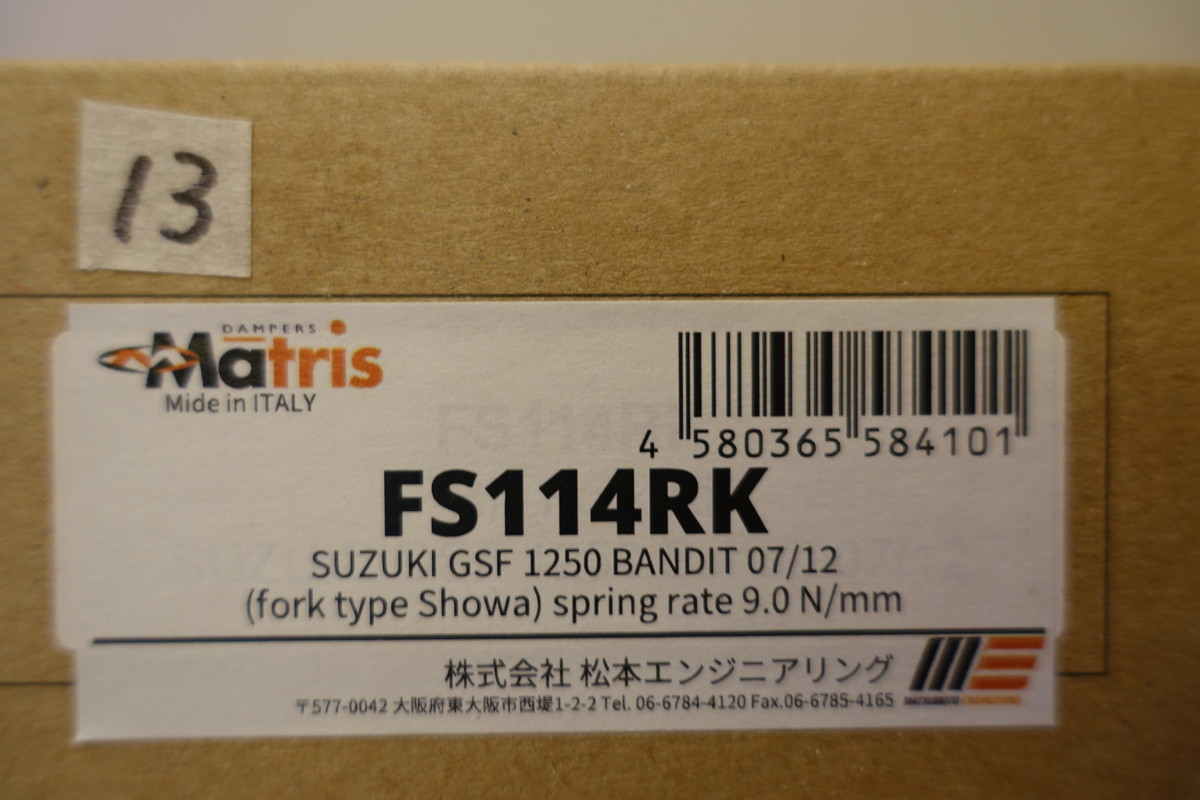 13
DAMPERS
Matris
Mide in ITALY
4 580365 584101
FS114RK
SUZUKI GSF 1250 BANDIT 07/12
(fork type Showa) spring rate 9.0 N/mm
株式会社 松本エンジニアリング
〒577-0042 大阪府東大阪市西堤1-2-2 Tel. 06-6784-4120 Fax.06-6785-4165